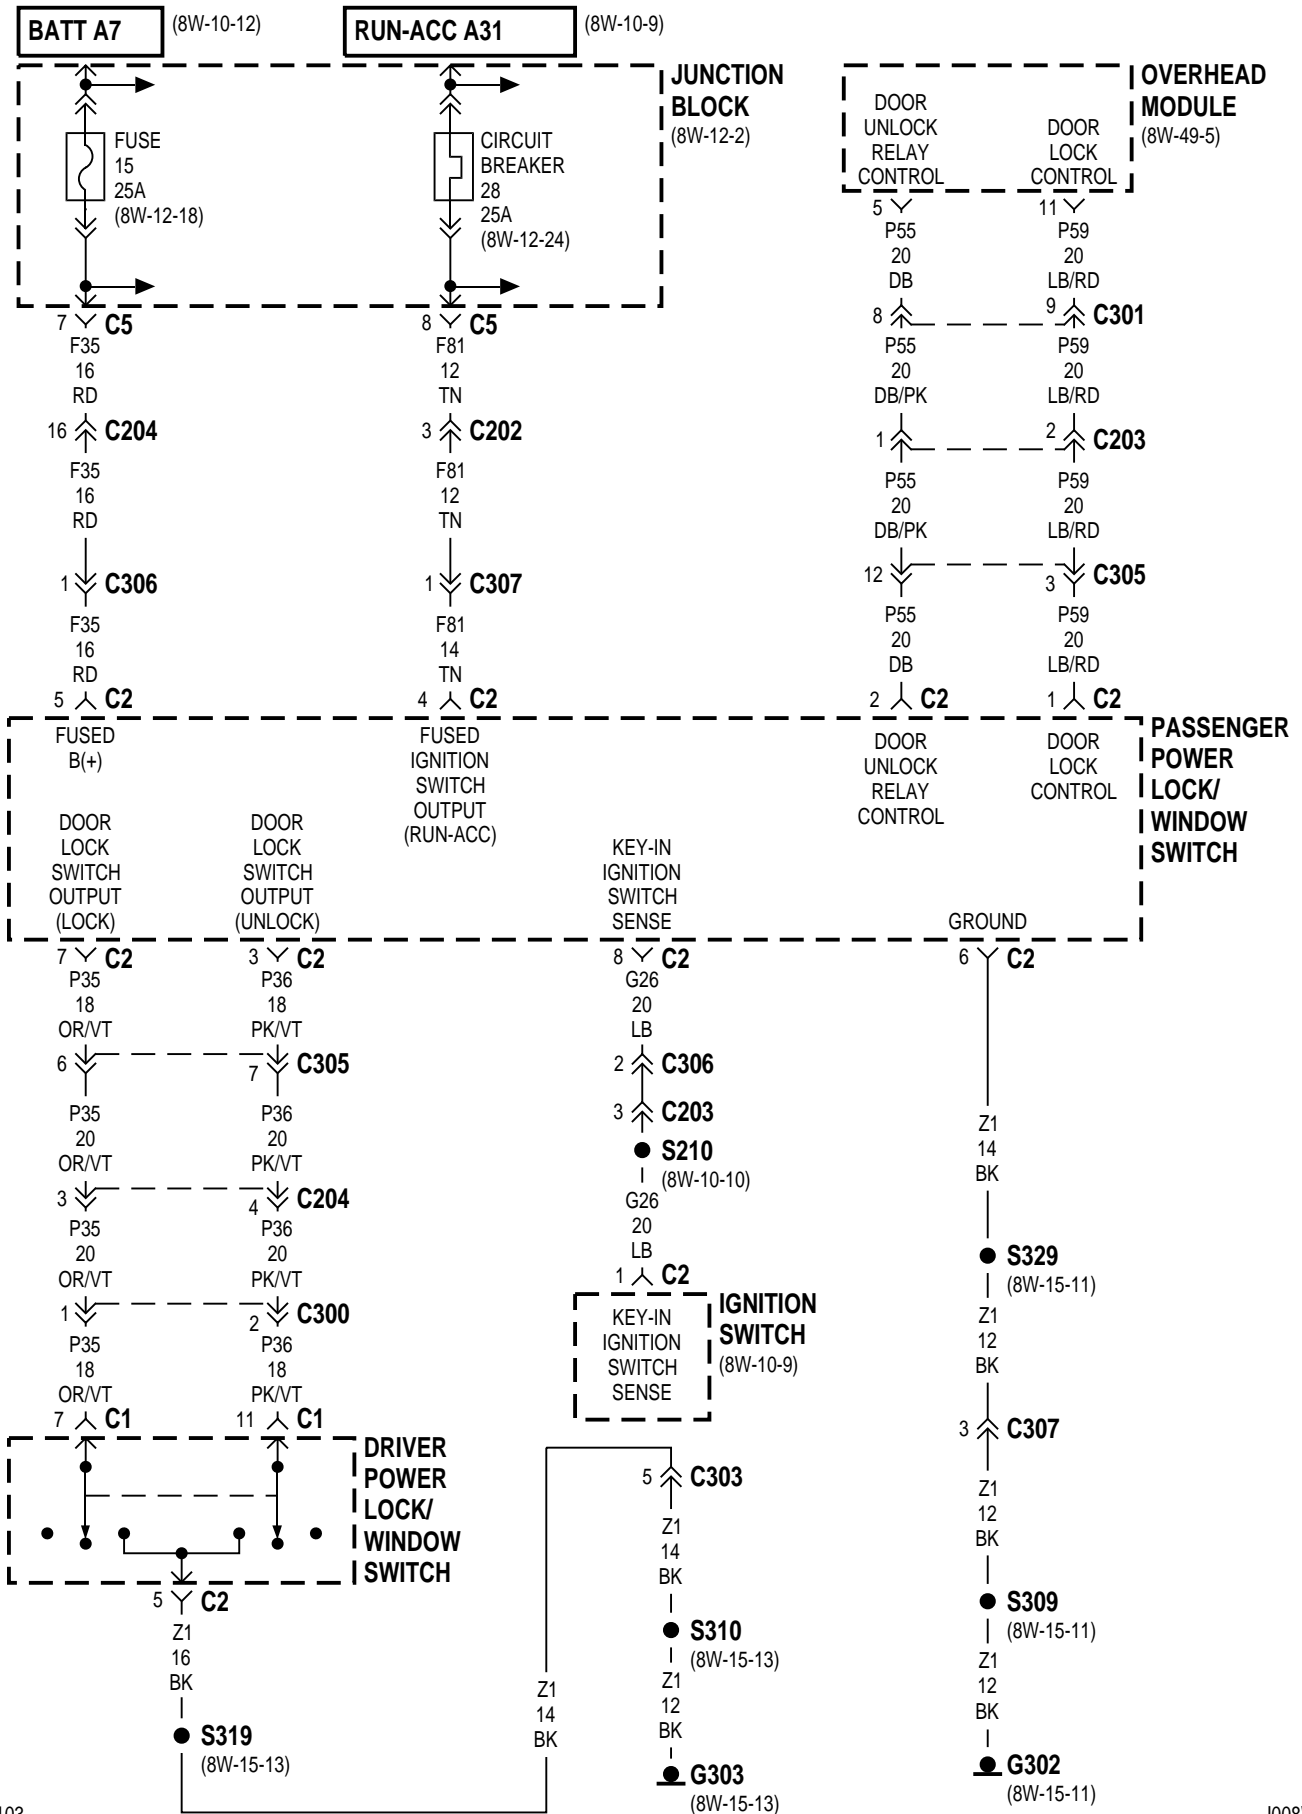 BATT A7
(8W-10-12)
RUN-ACC A31
(8W-10-9)
JUNCTION
BLOCK
(8W-12-2)
FUSE
15
25A
(8W-12-18)
CIRCUIT
BREAKER
28
25A
(8W-12-24)
OVERHEAD
MODULE
(8W-49-5)
DOOR
UNLOCK
RELAY
CONTROL
DOOR
LOCK
CONTROL
7 C5
F35
16
RD
16 C204
F35
16
RD
1 C306
F35
16
RD
5 C2
8 C5
F81
12
TN
3 C202
F81
12
TN
1 C307
F81
14
TN
4 C2
5
P55
20
DB
8
P55
20
DB/PK
1
P55
20
DB/PK
12
P55
20
DB
2 C2
11
P59
20
LB/RD
9 C301
P59
20
LB/RD
2 C203
P59
20
LB/RD
3 C305
P59
20
LB/RD
1 C2
PASSENGER
POWER
LOCK/
WINDOW
SWITCH
FUSED
B(+)
FUSED
IGNITION
SWITCH
OUTPUT
(RUN-ACC)
DOOR
UNLOCK
RELAY
CONTROL
DOOR
LOCK
CONTROL
DOOR
LOCK
SWITCH
OUTPUT
(LOCK)
DOOR
LOCK
SWITCH
OUTPUT
(UNLOCK)
KEY-IN
IGNITION
SWITCH
SENSE
GROUND
7 C2
P35
18
OR/VT
6
P35
20
OR/VT
3
P35
20
OR/VT
1
P35
18
OR/VT
7 C1
3 C2
P36
18
PK/VT
7 C305
P36
20
PK/VT
4 C204
P36
20
PK/VT
2 C300
P36
18
PK/VT
11 C1
DRIVER
POWER
LOCK/
WINDOW
SWITCH
5 C2
Z1
16
BK
S319
(8W-15-13)
Z1
14
BK
8 C2
G26
20
LB
2 C306
3 C203
S210
(8W-10-10)
G26
20
LB
1 C2
KEY-IN
IGNITION
SWITCH
SENSE
IGNITION
SWITCH
(8W-10-9)
5 C303
Z1
14
BK
S310
(8W-15-13)
Z1
12
BK
G303
(8W-15-13)
6 C2
Z1
14
BK
S329
(8W-15-11)
Z1
12
BK
3 C307
Z1
12
BK
S309
(8W-15-11)
Z1
12
BK
G302
(8W-15-11)